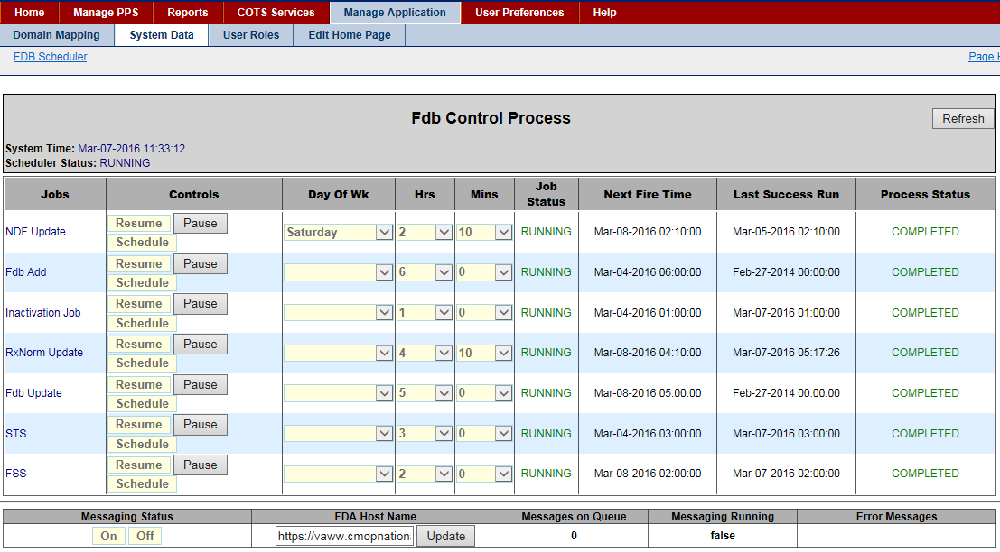 Home Manage PPS Reports COTS Services Manage Application User Preferences Help
Domain Mapping System Data User Roles Edit Home Page
FDB Scheduler Page
Fdb Control Process
Refresh
System Time: Mar-07-2016 11:33:12
Scheduler Status: RUNNING
Jobs Controls Day Of Wk Hrs Mins Job Status Next Fire Time Last Success Run Process Status
NDF Update Resume Pause Schedule Saturday 2 10 RUNNING Mar-08-2016 02:10:00 Mar-05-2016 02:10:00 COMPLETED
Fdb Add Resume Pause Schedule 6 0 RUNNING Mar-04-2016 06:00:00 Feb-27-2014 00:00:00 COMPLETED
Inactivation Job Resume Pause Schedule 1 0 RUNNING Mar-04-2016 01:00:00 Mar-07-2016 01:00:00 COMPLETED
RxNorm Update Resume Pause Schedule 4 10 RUNNING Mar-08-2016 04:10:00 Mar-07-2016 05:17:26 COMPLETED
Fdb Update Resume Pause Schedule 5 0 RUNNING Mar-08-2016 05:00:00 Feb-27-2014 00:00:00 COMPLETED
STS Resume Pause Schedule 3 0 RUNNING Mar-04-2016 03:00:00 Mar-07-2016 03:00:00 COMPLETED
FSS Resume Pause Schedule 2 0 RUNNING Mar-08-2016 02:00:00 Mar-07-2016 02:00:00 COMPLETED
Messaging Status FDA Host Name Messages on Queue Messaging Running Error Messages
On Off https://vaww.cmopnation Update 0 false